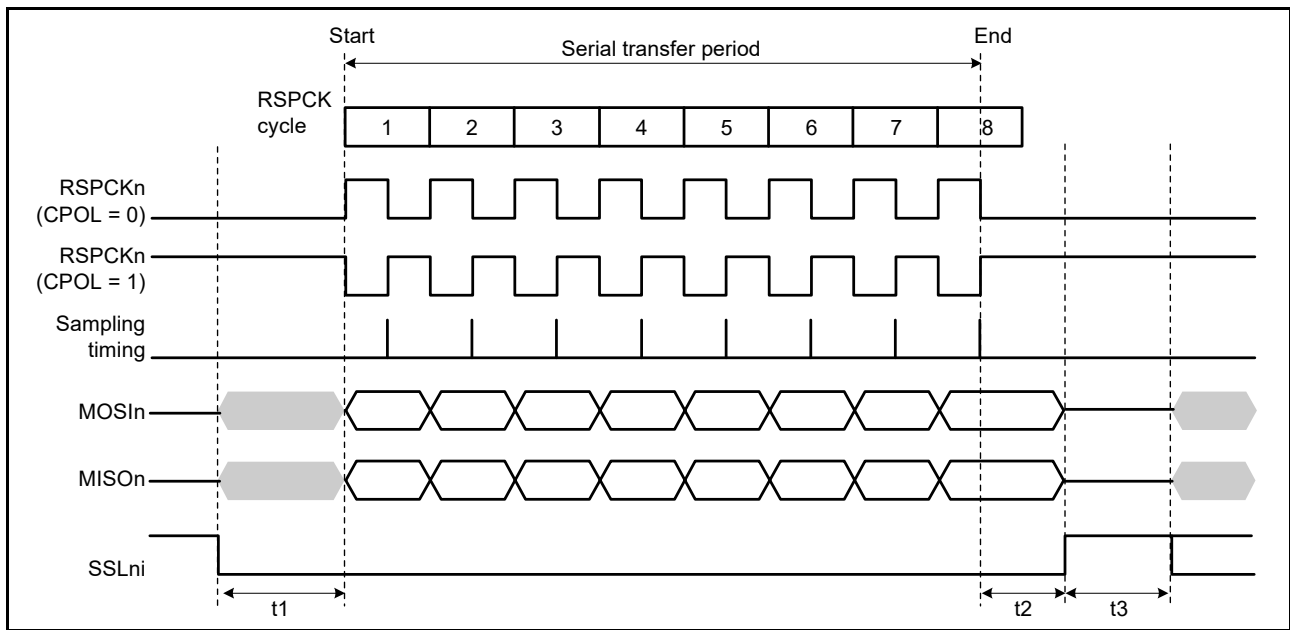 Start
End
Serial transfer period
RSPCK
cycle
1 2 3 4 5 6 7 8
RSPCKn
(CPOL = 0)
RSPCKn
(CPOL = 1)
Sampling
timing
MOSIn
MISOn
SSLni
t1
t2
t3